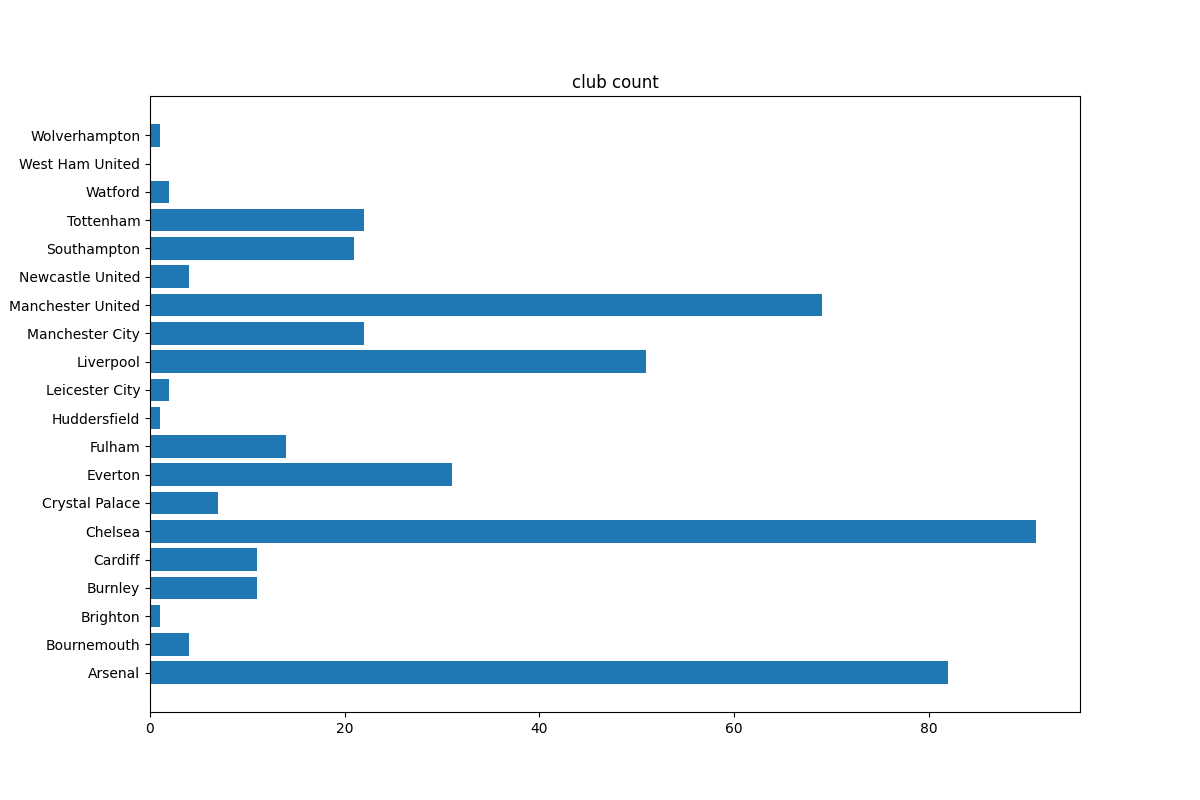 club count
Wolverhampton
West Ham United
Watford
Tottenham
Southampton
Newcastle United
Manchester United
Manchester City
Liverpool
Leicester City
Huddersfield
Fulham
Everton
Crystal Palace
Chelsea
Cardiff
Burnley
Brighton
Bournemouth
Arsenal
0 20 40 60 80